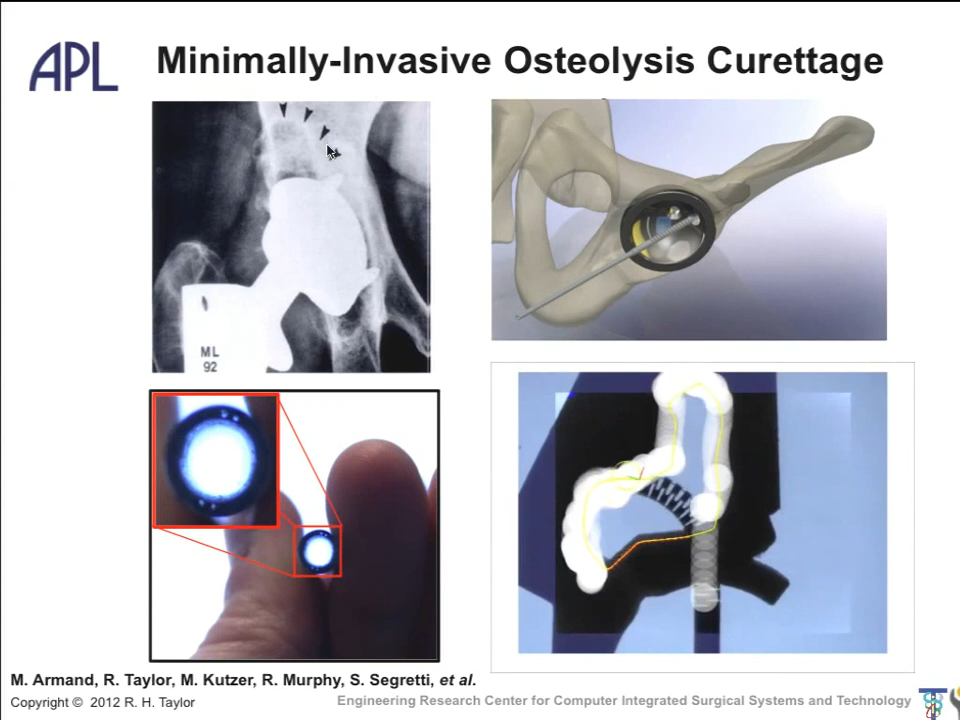 APL
Minimally-Invasive Osteolysis Curettage
ML
92
M. Armand, R. Taylor, M. Kutzer, R. Murphy, S. Segretti, et al.
Copyright © 2012 R. H. Taylor
Engineering Research Center for Computer Integrated Surgical Systems and Technology